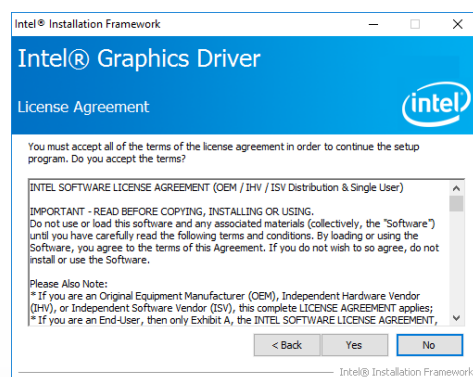 Intel® Installation Framework
Intel® Graphics Driver
License Agreement
intel
You must accept all of the terms of the license agreement in order to continue the setup
program. Do you accept the terms?
INTEL SOFTWARE LICENSE AGREEMENT (OEM / IHV / ISV Distribution & Single User)
IMPORTANT - READ BEFORE COPYING, INSTALLING OR USING.
Do not use or load this software and any associated materials (collectively, the "Software")
until you have carefully read the following terms and conditions. By loading or using the
Software, you agree to the terms of this Agreement. If you do not wish to so agree, do not
install or use the Software.
Please Also Note:
* If you are an Original Equipment Manufacturer (OEM), Independent Hardware Vendor
(IHV), or Independent Software Vendor (ISV), this complete LICENSE AGREEMENT applies;
* If you are an End-User, then only Exhibit A, the INTEL SOFTWARE LICENSE AGREEMENT,
< Back Yes No
Intel® Installation Framework